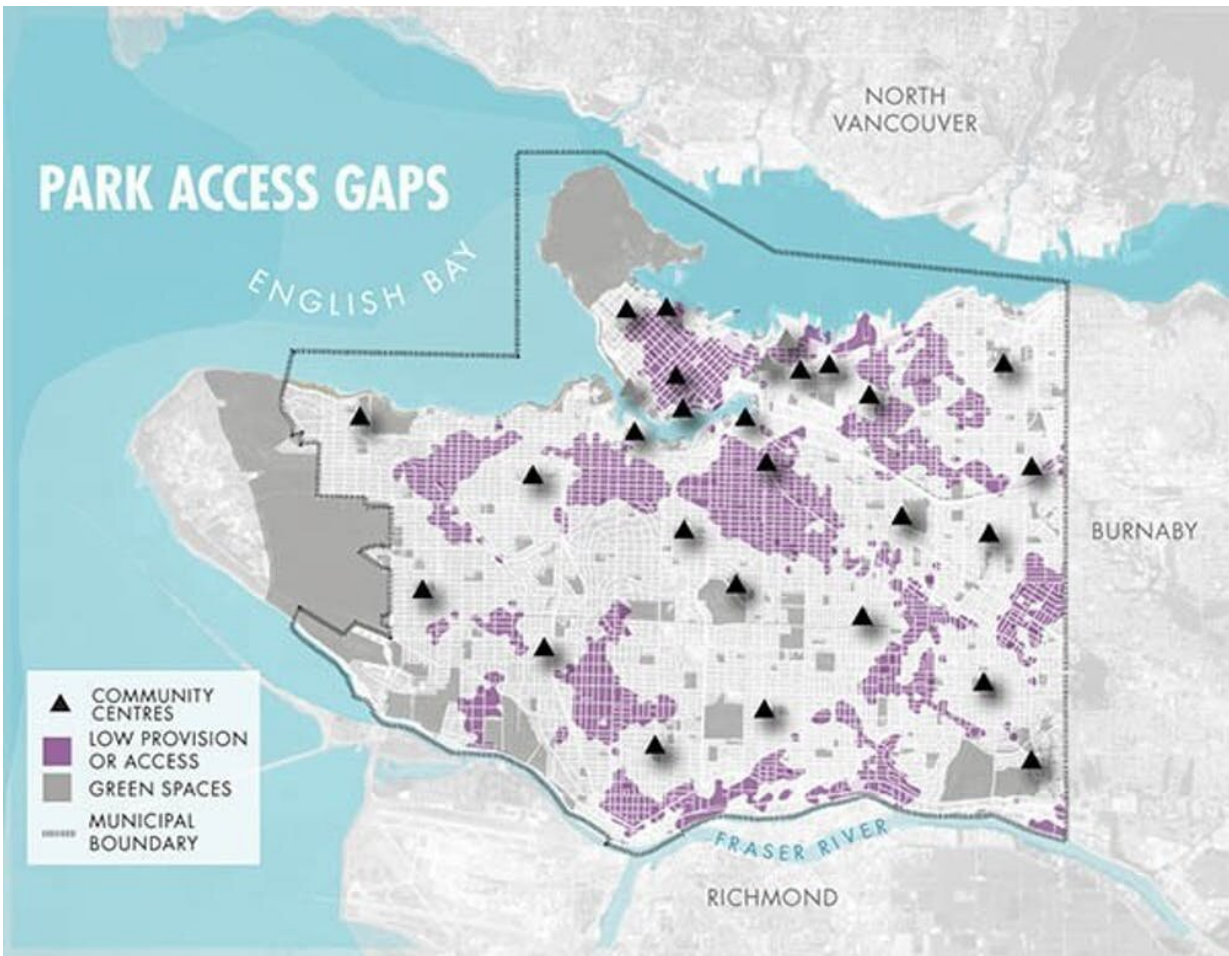 NORTH
VANCOUVER
PARK ACCESS GAPS
ENGLISH BAY
BURNABY
COMMUNITY
CENTRES
LOW PROVISION
OR ACCESS
GREEN SPACES
MUNICIPAL
BOUNDARY
FRASER RIVER
RICHMOND